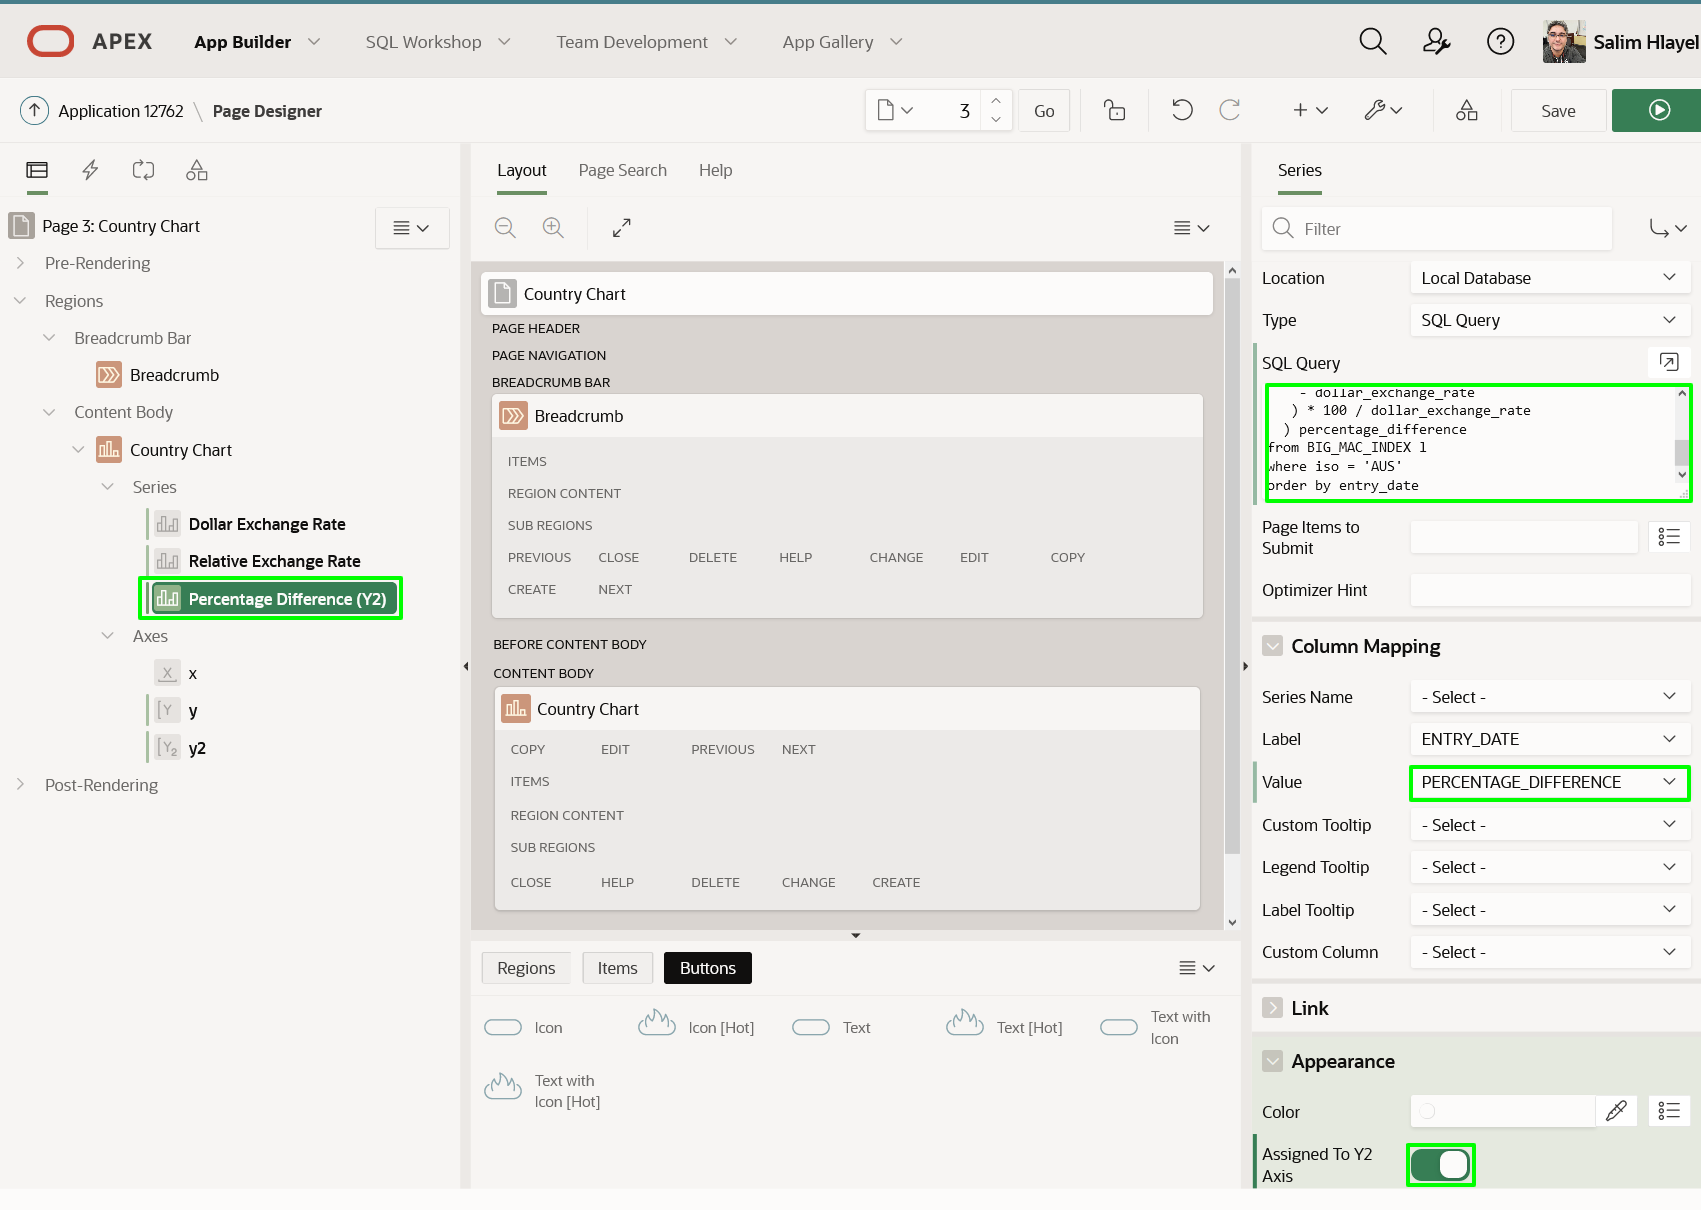 APEX
App Builder
SQL Workshop
Team Development
App Gallery
Salim Hlayel
Application 12762 \ Page Designer
3
Go
Save
Page 3: Country Chart
Pre-Rendering
Regions
Breadcrumb Bar
Breadcrumb
Content Body
Country Chart
Series
Dollar Exchange Rate
Relative Exchange Rate
Percentage Difference (Y2)
Axes
x
x
Y
y
Y2
y2
Post-Rendering
Layout
Page Search
Help
Country Chart
PAGE HEADER
PAGE NAVIGATION
BREADCRUMB BAR
Breadcrumb
ITEMS
REGION CONTENT
SUB REGIONS
PREVIOUS CLOSE DELETE HELP CHANGE EDIT COPY
CREATE NEXT
BEFORE CONTENT BODY
CONTENT BODY
Country Chart
COPY EDIT PREVIOUS NEXT
ITEMS
REGION CONTENT
SUB REGIONS
CLOSE HELP DELETE CHANGE CREATE
Regions
Items
Buttons
Icon
Icon [Hot]
Text
Text [Hot]
Text with
Icon
Text with
Icon [Hot]
Series
Filter
Location
Local Database
Type
SQL Query
SQL Query
- dollar_exchange_rate
) * 100 / dollar_exchange_rate
) percentage_difference
from BIG_MAC_INDEX l
where iso = 'AUS'
order by entry_date
Page Items to
Submit
Optimizer Hint
Column Mapping
Series Name
- Select -
Label
ENTRY_DATE
Value
PERCENTAGE_DIFFERENCE
Custom Tooltip
- Select -
Legend Tooltip
- Select -
Label Tooltip
- Select -
Custom Column
- Select -
Link
Appearance
Color
Assigned To Y2
Axis